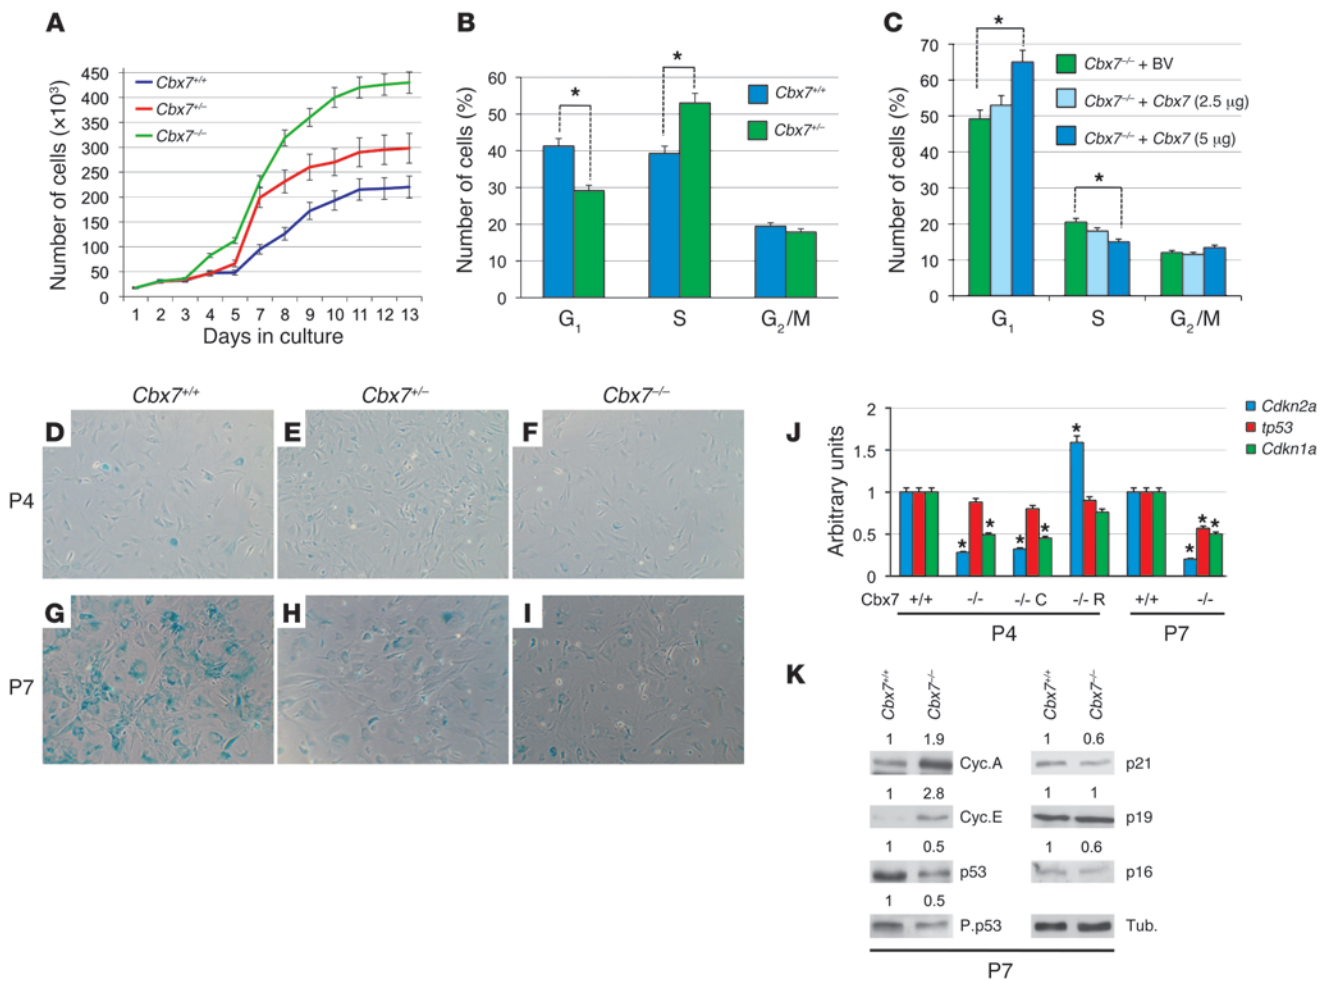 A
Number of cells (×10³)
450
400
350
300
250
200
150
100
50
0
Cbx7+/+
Cbx7+/–
Cbx7–/–
1 2 3 4 5 7 8 9 10 11 12 13
Days in culture
B
Number of cells (%)
60
50
40
30
20
10
0
*
*
Cbx7+/+
Cbx7+/–
G1 S G2/M
C
Number of cells (%)
70
60
50
40
30
20
10
0
*
*
Cbx7–/– + BV
Cbx7–/– + Cbx7 (2.5 µg)
Cbx7–/– + Cbx7 (5 µg)
G1 S G2/M
Cbx7+/+ Cbx7+/– Cbx7–/–
P4
D E F
P7
G H I
J
Arbitrary units
2
1.5
1
0.5
0
* * * * * * * *
Cdkn2a
tp53
Cdkn1a
Cbx7 +/+ -/- -/- C -/- R +/+ -/-
P4 P7
K
Cbx7+/+ Cbx7–/– Cbx7+/+ Cbx7–/–
1 1.9 1 0.6
Cyc.A p21
1 2.8 1 1
Cyc.E p19
1 0.5 1 0.6
p53 p16
1 0.5
P.p53 Tub.
P7